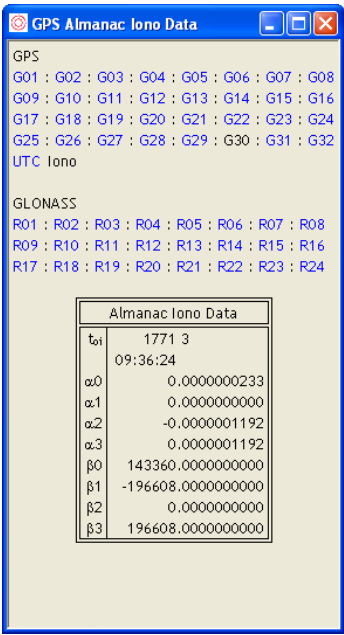 GPS Almanac Iono Data
GPS
G01 : G02 : G03 : G04 : G05 : G06 : G07 : G08
G09 : G10 : G11 : G12 : G13 : G14 : G15 : G16
G17 : G18 : G19 : G20 : G21 : G22 : G23 : G24
G25 : G26 : G27 : G28 : G29 : G30 : G31 : G32
UTC Iono
GLONASS
R01 : R02 : R03 : R04 : R05 : R06 : R07 : R08
R09 : R10 : R11 : R12 : R13 : R14 : R15 : R16
R17 : R18 : R19 : R20 : R21 : R22 : R23 : R24
Almanac Iono Data
toi 1771 3
09:36:24
α0 0.0000000233
α1 0.0000000000
α2 -0.0000001192
α3 0.0000001192
β0 143360.0000000000
β1 -196608.0000000000
β2 0.0000000000
β3 196608.0000000000